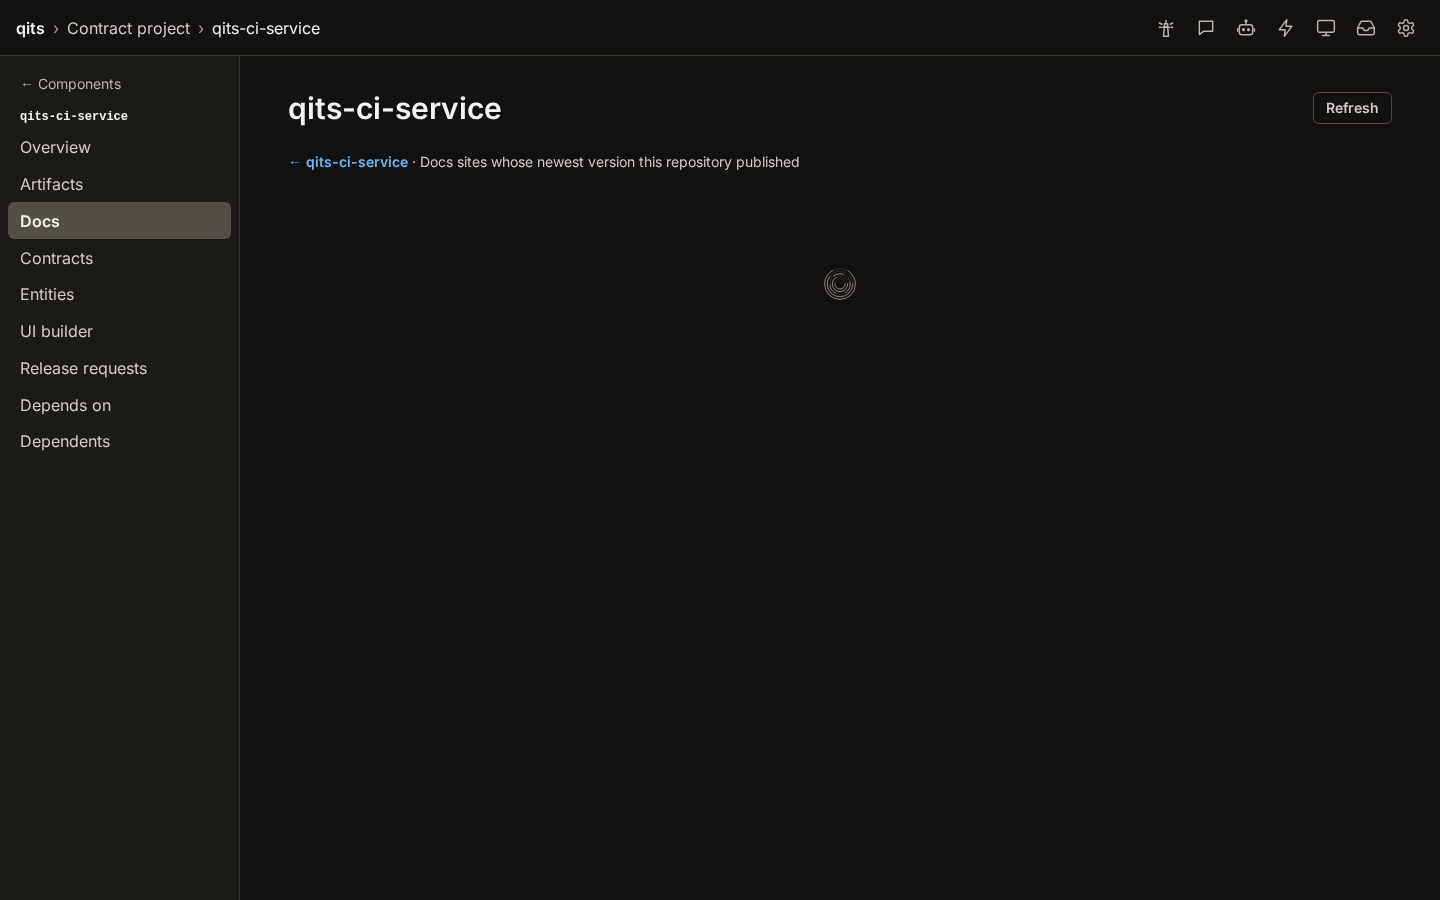 qits › Contract project › qits-ci-service
← Components
qits-ci-service
Overview
Artifacts
Docs
Contracts
Entities
UI builder
Release requests
Depends on
Dependents
qits-ci-service
Refresh
← qits-ci-service · Docs sites whose newest version this repository published